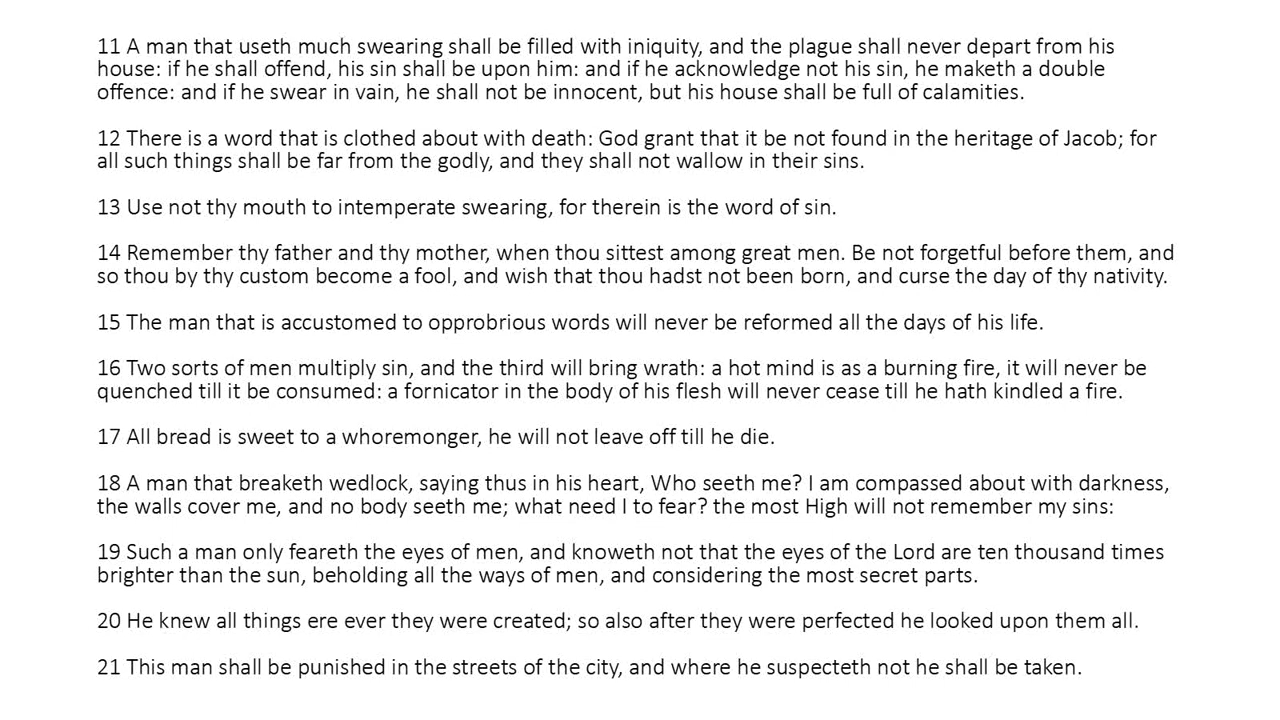 11 A man that useth much swearing shall be filled with iniquity, and the plague shall never depart from his
house: if he shall offend, his sin shall be upon him: and if he acknowledge not his sin, he maketh a double
offence: and if he swear in vain, he shall not be innocent, but his house shall be full of calamities.
12 There is a word that is clothed about with death: God grant that it be not found in the heritage of Jacob; for
all such things shall be far from the godly, and they shall not wallow in their sins.
13 Use not thy mouth to intemperate swearing, for therein is the word of sin.
14 Remember thy father and thy mother, when thou sittest among great men. Be not forgetful before them, and
so thou by thy custom become a fool, and wish that thou hadst not been born, and curse the day of thy nativity.
15 The man that is accustomed to opprobrious words will never be reformed all the days of his life.
16 Two sorts of men multiply sin, and the third will bring wrath: a hot mind is as a burning fire, it will never be
quenched till it be consumed: a fornicator in the body of his flesh will never cease till he hath kindled a fire.
17 All bread is sweet to a whoremonger, he will not leave off till he die.
18 A man that breaketh wedlock, saying thus in his heart, Who seeth me? I am compassed about with darkness,
the walls cover me, and no body seeth me; what need I to fear? the most High will not remember my sins:
19 Such a man only feareth the eyes of men, and knoweth not that the eyes of the Lord are ten thousand times
brighter than the sun, beholding all the ways of men, and considering the most secret parts.
20 He knew all things ere ever they were created; so also after they were perfected he looked upon them all.
21 This man shall be punished in the streets of the city, and where he suspecteth not he shall be taken.